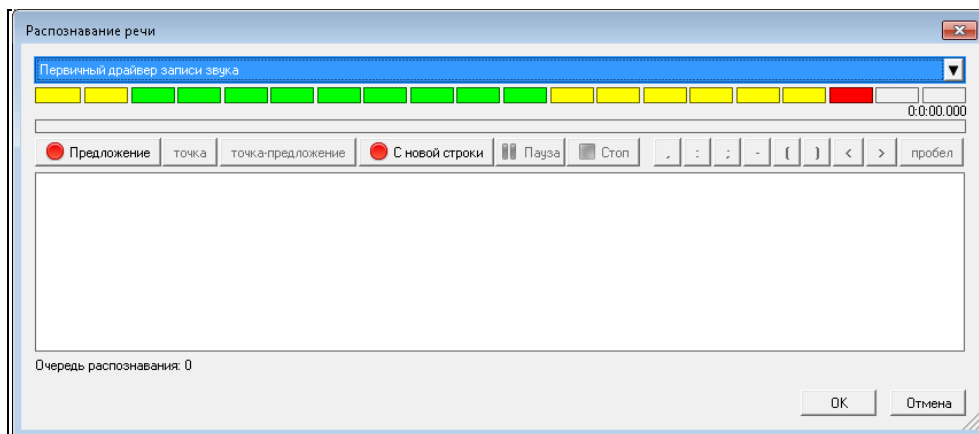 Распознавание речи
Первичный драйвер записи звука
0:0:00.000
Предложение точка точка-предложение С новой строки Пауза Стоп , : ; - ( ) < > пробел
Очередь распознавания: 0
OK Отмена